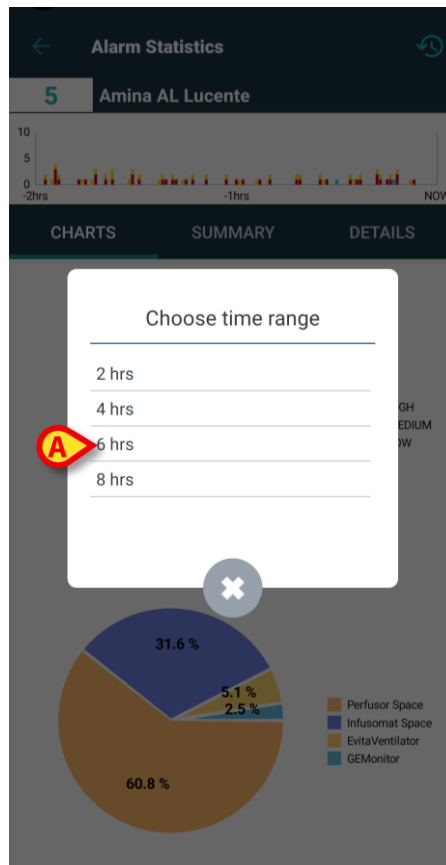 Alarm Statistics
5 Amina AL Lucente
10
5
0
-2hrs -1hrs NOW
CHARTS SUMMARY DETAILS
Choose time range
2 hrs
4 hrs
GH
EDIUM
A 6 hrs
OW
8 hrs
31.6 %
5.1 %
2.5 %
60.8 %
Perfusor Space
Infusomat Space
EvitaVentilator
GEMonitor